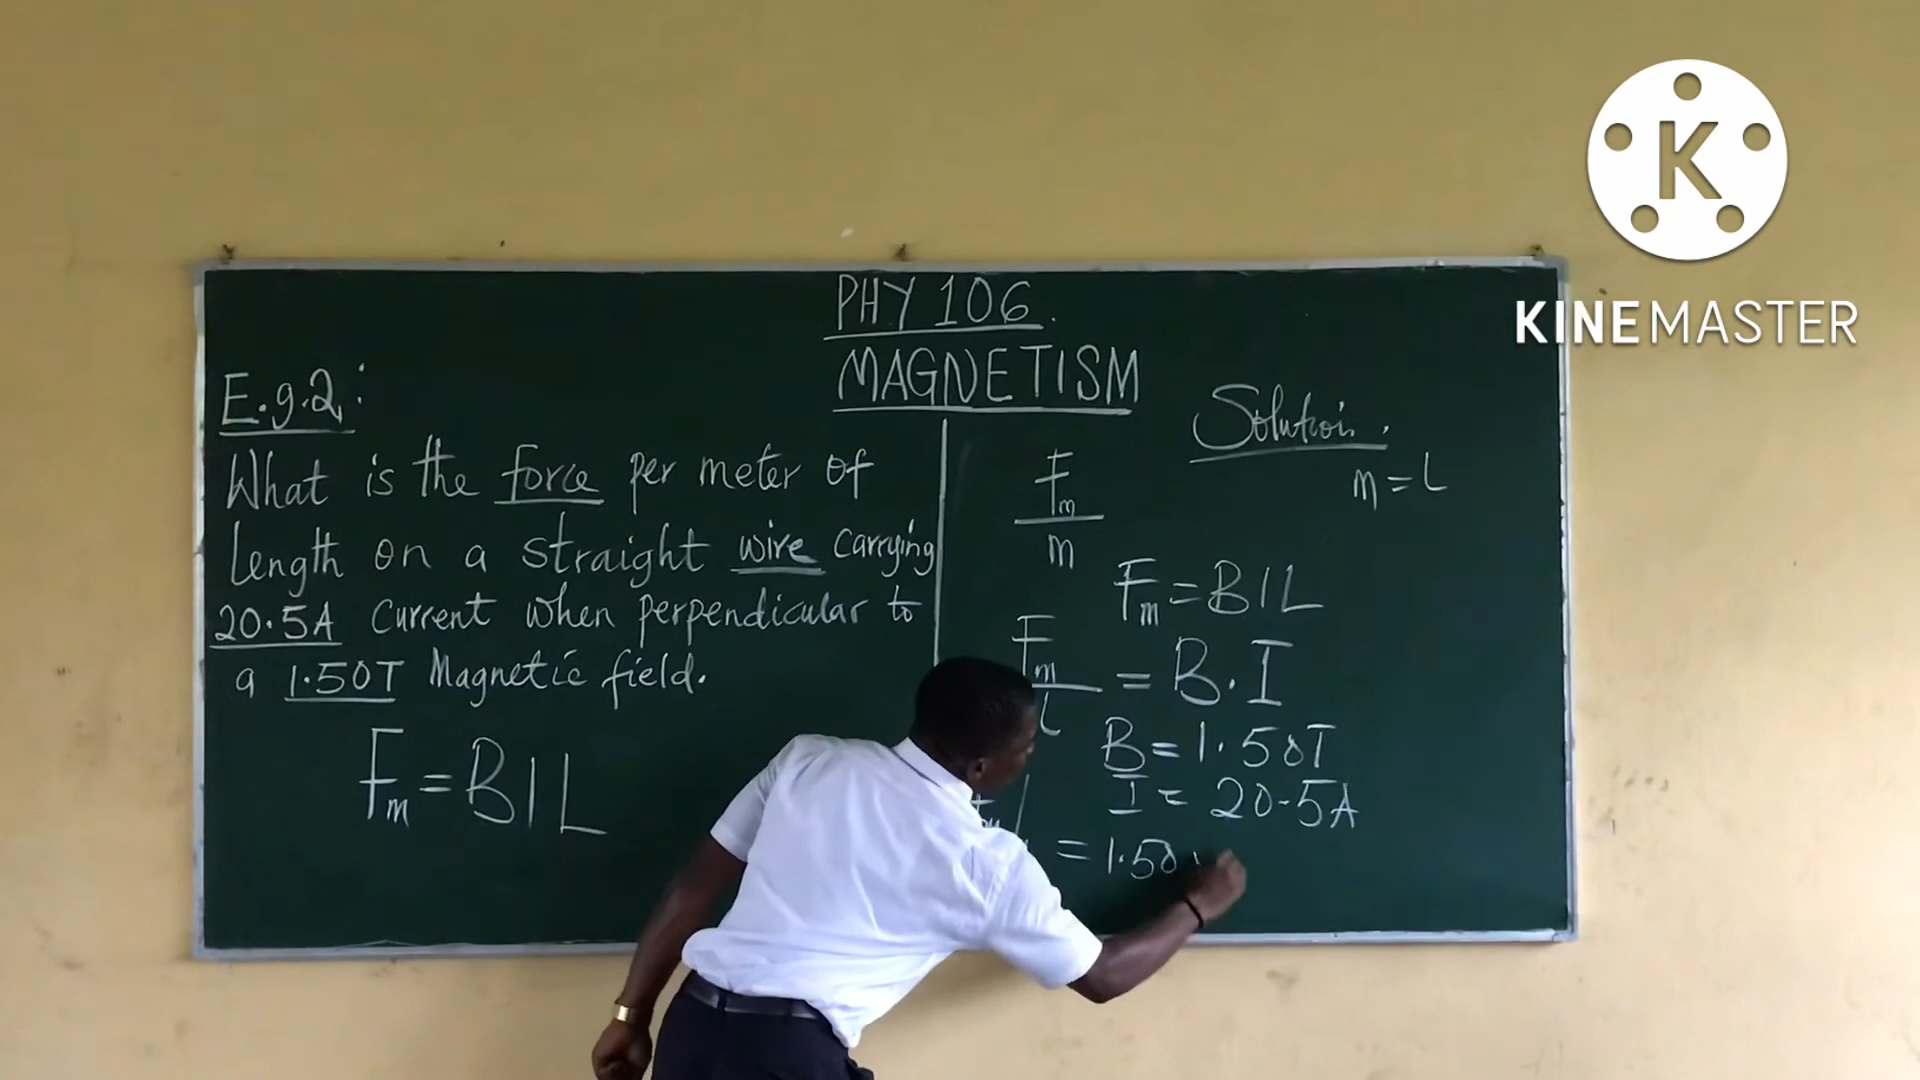 K
KINEMASTER
PHY 106.
MAGNETISM
E.g.2:
What is the force per meter of
length on a straight wire carrying
20.5A Current when perpendicular to
a 1.50T Magnetic field.
Fm = BIL
Solution.
m = L
Fm
m
Fm = BIL
Fm
L
= B.I
B = 1.50T
I = 20.5A
= 1.50